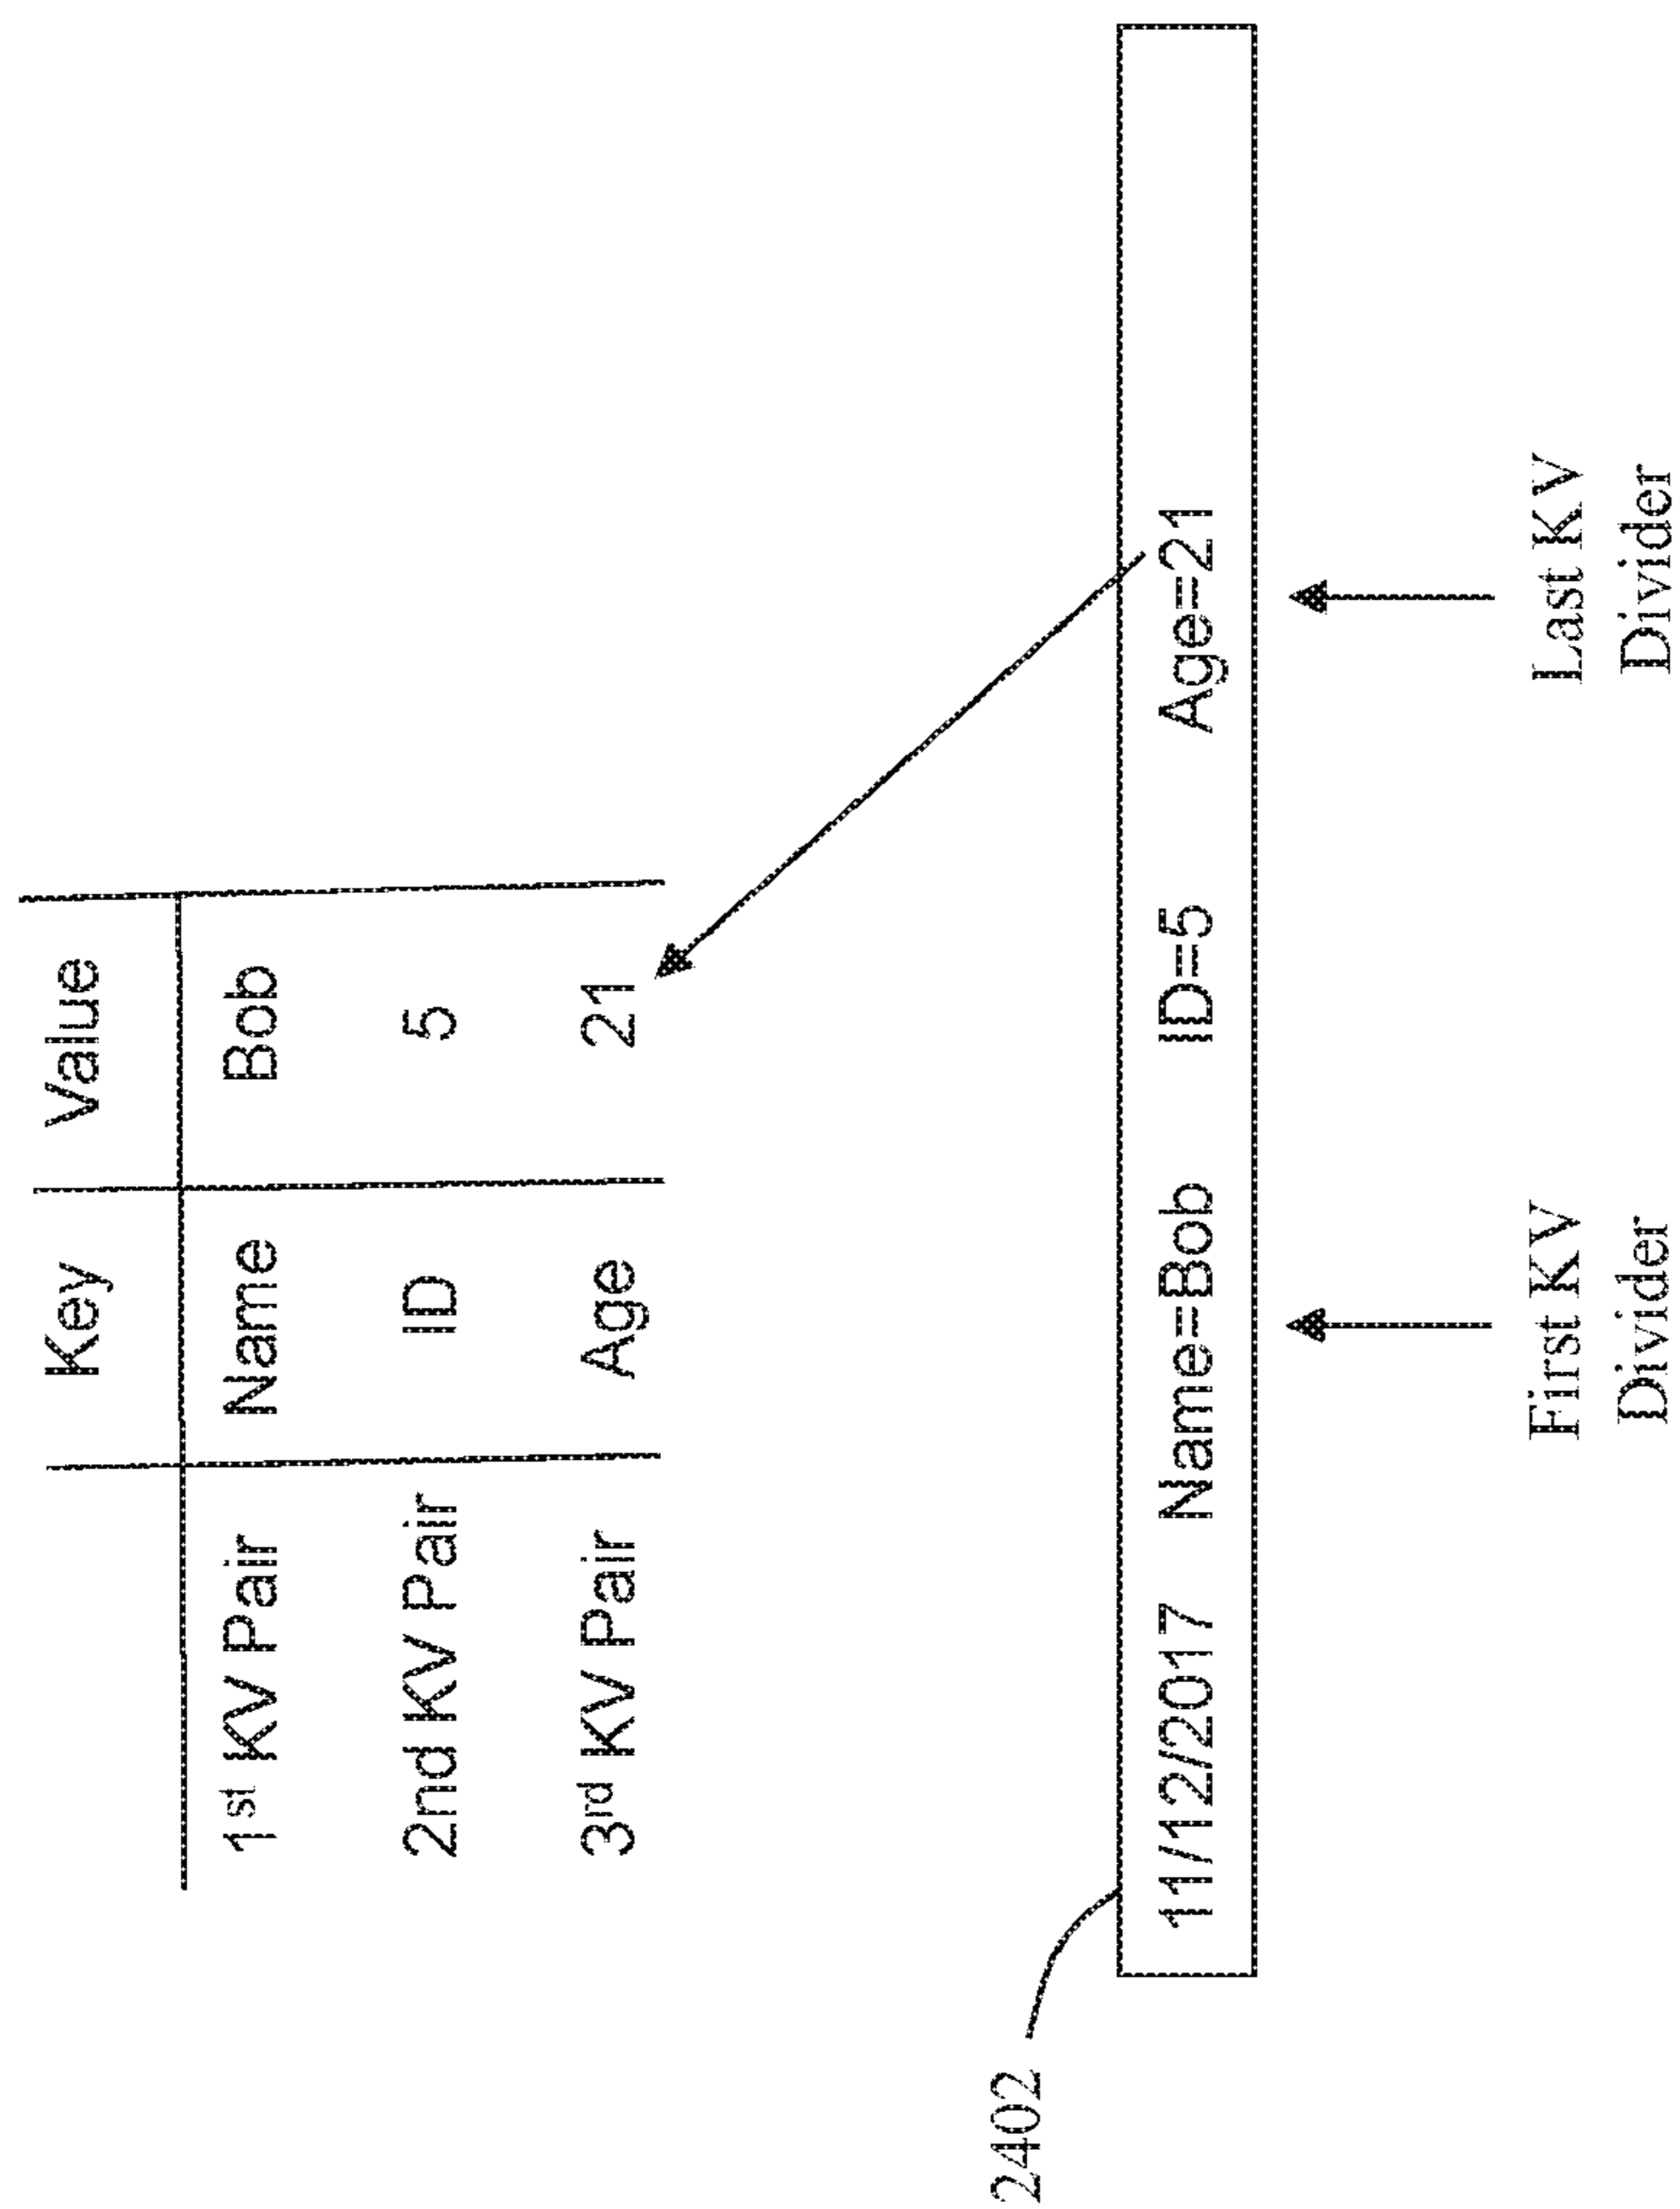 Key Value
1st KV Pair Name Bob
2nd KV Pair ID 5
3rd KV Pair Age 21
2402
11/12/2017 Name=Bob ID=5 Age=21
First KV Last KV
Divider Divider